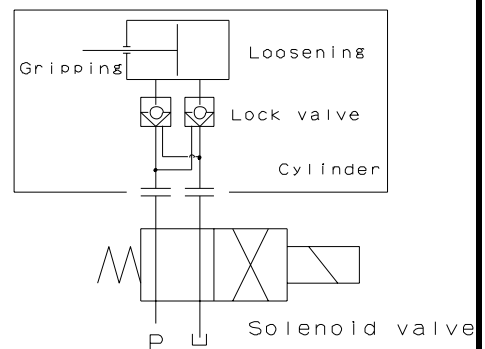 Loosening
Gripping
Lock valve
Cylinder
Solenoid valve
P